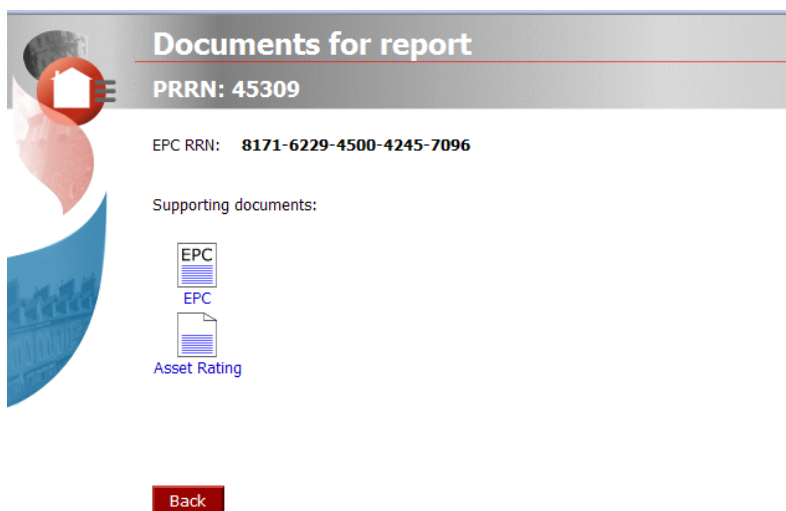 Documents for report
PRRN: 45309
EPC RRN: 8171-6229-4500-4245-7096
Supporting documents:
EPC
EPC
Asset Rating
Back